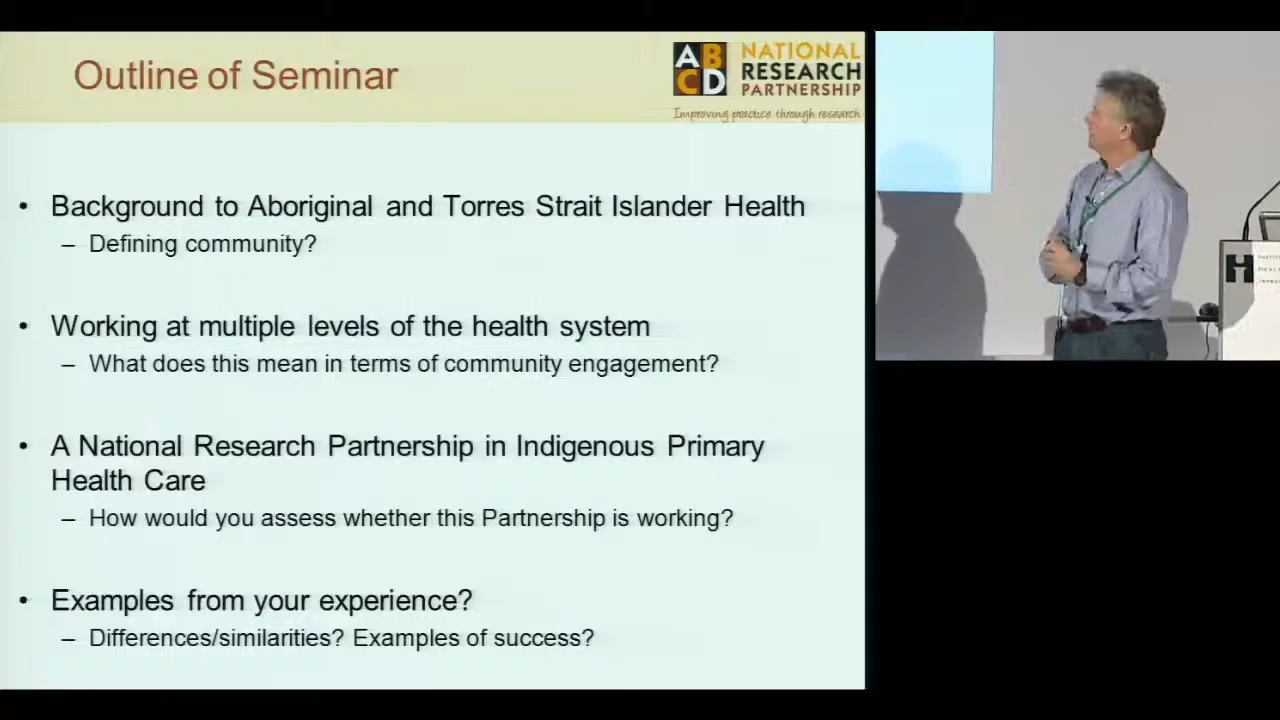 Outline of Seminar
ABCD
NATIONAL
RESEARCH
PARTNERSHIP
Improving practice through research
• Background to Aboriginal and Torres Strait Islander Health
– Defining community?
• Working at multiple levels of the health system
– What does this mean in terms of community engagement?
• A National Research Partnership in Indigenous Primary
Health Care
– How would you assess whether this Partnership is working?
• Examples from your experience?
– Differences/similarities? Examples of success?
H